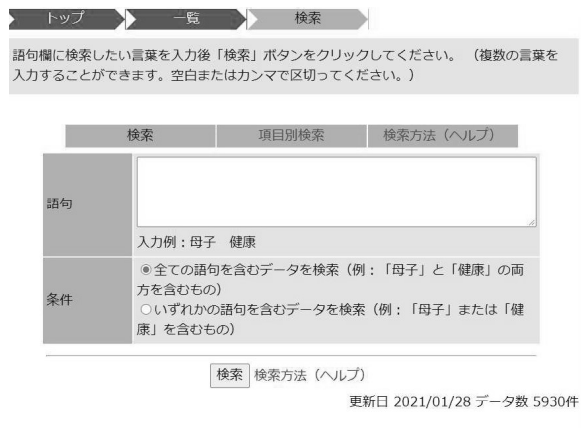 トップ 一覧 検索
語句欄に検索したい言葉を入力後「検索」ボタンをクリックしてください。 （複数の言葉を
入力することができます。空白またはカンマで区切ってください。）
検索 項目別検索 検索方法（ヘルプ）
語句
入力例：母子　健康
条件
全ての語句を含むデータを検索（例：「母子」と「健康」の両
方を含むもの）
いずれかの語句を含むデータを検索（例：「母子」または「健
康」を含むもの）
検索 検索方法（ヘルプ）
更新日 2021/01/28 データ数 5930件